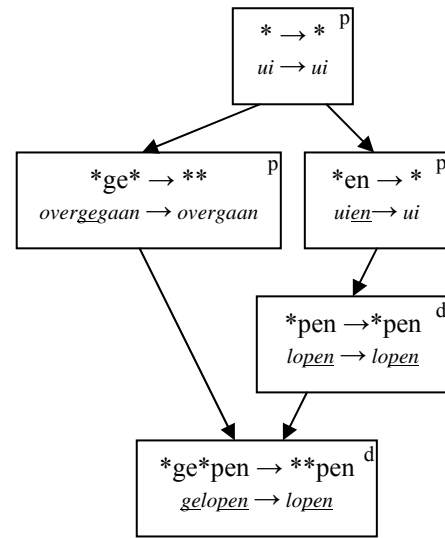 * → * p
ui → ui
*ge* → ** p
overgegaan → overgaan
*en → * p
uien → ui
*pen → *pen d
lopen → lopen
*ge*pen → **pen d
gelopen → lopen